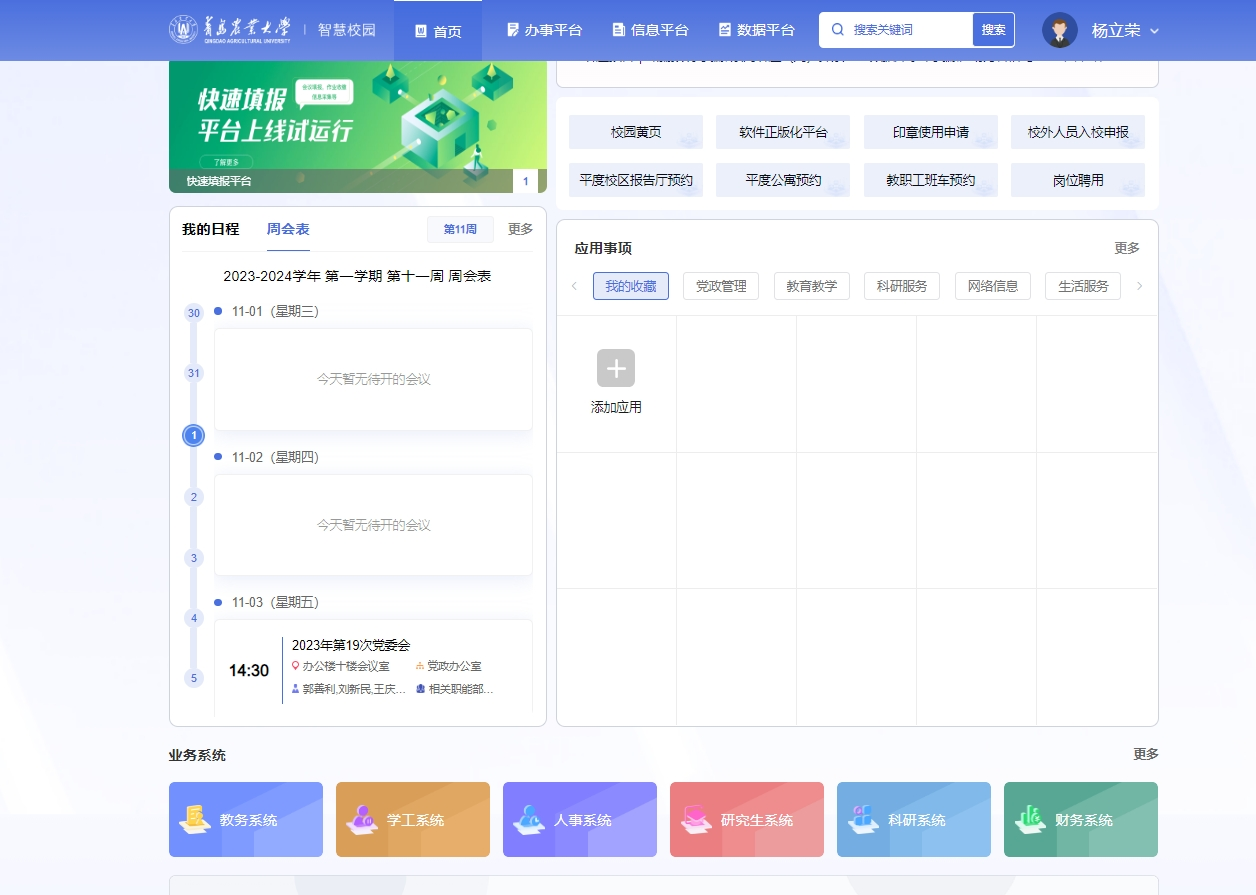 青岛农业大学
QINGDAO AGRICULTURAL UNIVERSITY
智慧校园
首页
办事平台
信息平台
数据平台
搜索关键词
搜索
杨立荣
快速填报
平台上线试运行
了解更多
快速填报平台
1
校园黄页
软件正版化平台
印章使用申请
校外人员入校申报
平度校区报告厅预约
平度公寓预约
教职工班车预约
岗位聘用
我的日程
周会表
第11周
更多
2023-2024学年 第一学期 第十一周 周会表
30
31
1
2
3
4
5
11-01（星期三）
今天暂无待开的会议
11-02（星期四）
今天暂无待开的会议
11-03（星期五）
14:30
2023年第19次党委会
办公楼十楼会议室
党政办公室
郭善利,刘新民,王庆...
相关职能部...
应用事项
更多
我的收藏
党政管理
教育教学
科研服务
网络信息
生活服务
添加应用
业务系统
更多
教务系统
学工系统
人事系统
研究生系统
科研系统
财务系统